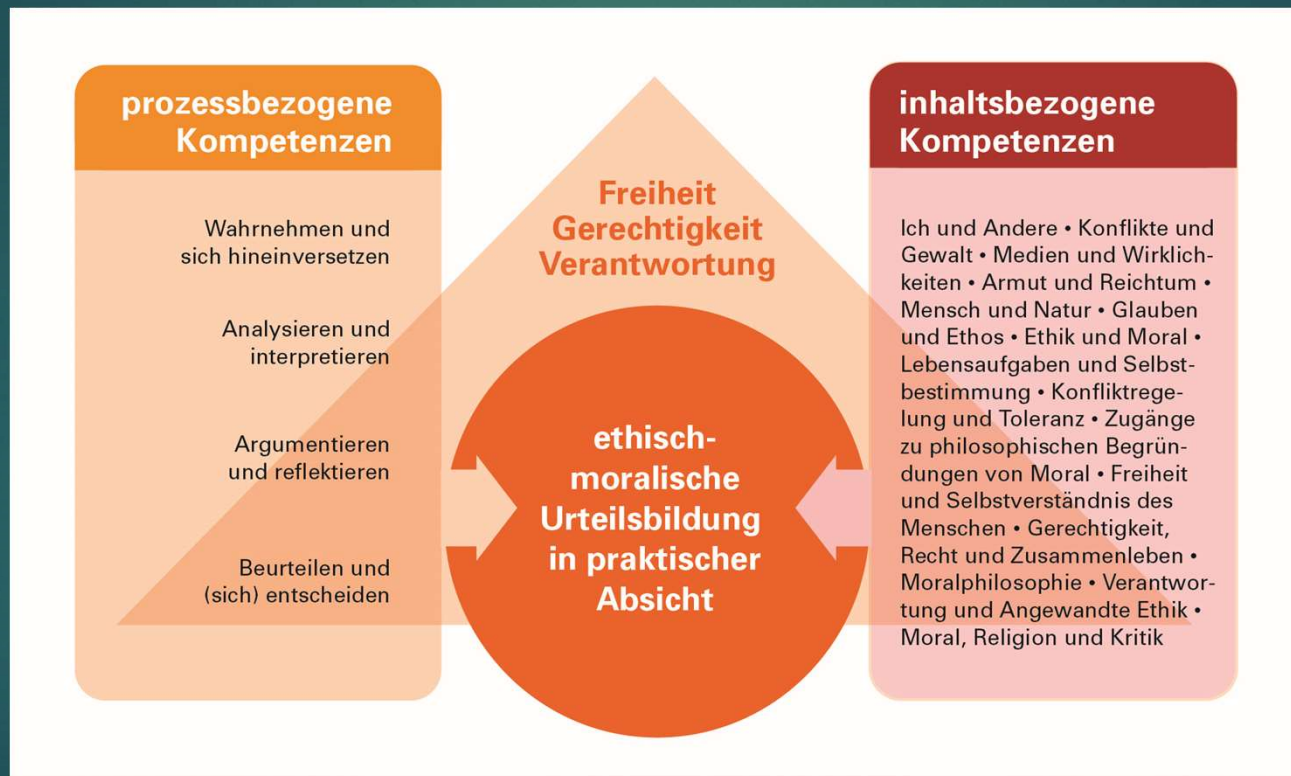 prozessbezogene
Kompetenzen
Wahrnehmen und
sich hineinversetzen
Analysieren und
interpretieren
Argumentieren
und reflektieren
Beurteilen und
(sich) entscheiden
Freiheit
Gerechtigkeit
Verantwortung
ethisch-
moralische
Urteilsbildung
in praktischer
Absicht
inhaltsbezogene
Kompetenzen
Ich und Andere • Konflikte und
Gewalt • Medien und Wirklich-
keiten • Armut und Reichtum •
Mensch und Natur • Glauben
und Ethos • Ethik und Moral •
Lebensaufgaben und Selbst-
bestimmung • Konfliktrege-
lung und Toleranz • Zugänge
zu philosophischen Begrün-
dungen von Moral • Freiheit
und Selbstverständnis des
Menschen • Gerechtigkeit,
Recht und Zusammenleben •
Moralphilosophie • Verantwor-
tung und Angewandte Ethik •
Moral, Religion und Kritik